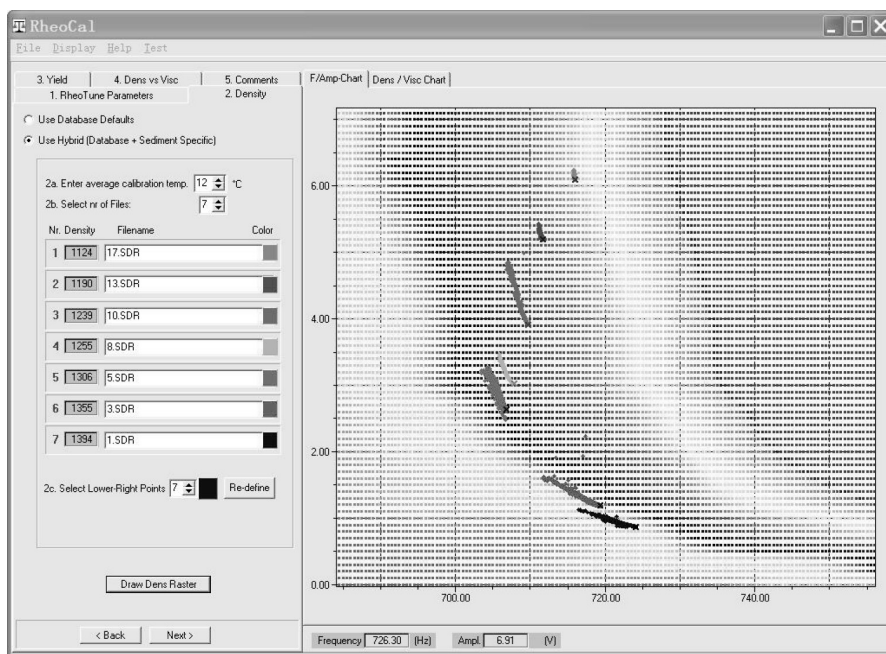 RheoCal
File Display Help Test
3. Yield 4. Dens vs Visc 5. Comments
1. RheoTune Parameters 2. Density
Use Database Defaults
Use Hybrid (Database + Sediment Specific)
2a. Enter average calibration temp. 12 °C
2b. Select nr of Files: 7
Nr. Density Filename Color
1 1124 17.SDR
2 1190 13.SDR
3 1239 10.SDR
4 1255 8.SDR
5 1306 5.SDR
6 1355 3.SDR
7 1394 1.SDR
2c. Select Lower-Right Points 7 Re-define
Draw Dens Raster
< Back Next >
F/Amp-Chart Dens / Visc Chart
6.00
4.00
2.00
0.00
700.00 720.00 740.00
Frequency 726.30 (Hz) Ampl. 6.91 (V)